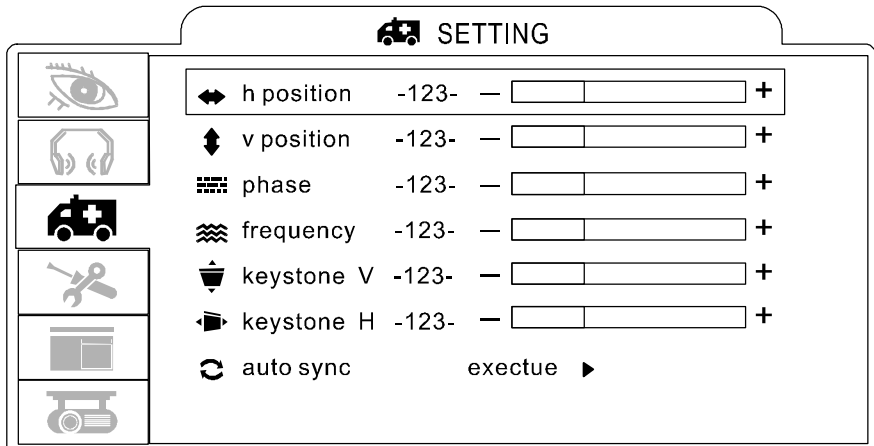 SETTING
h position -123- — +
v position -123- — +
phase -123- — +
frequency -123- — +
keystone V -123- — +
keystone H -123- — +
auto sync exectue